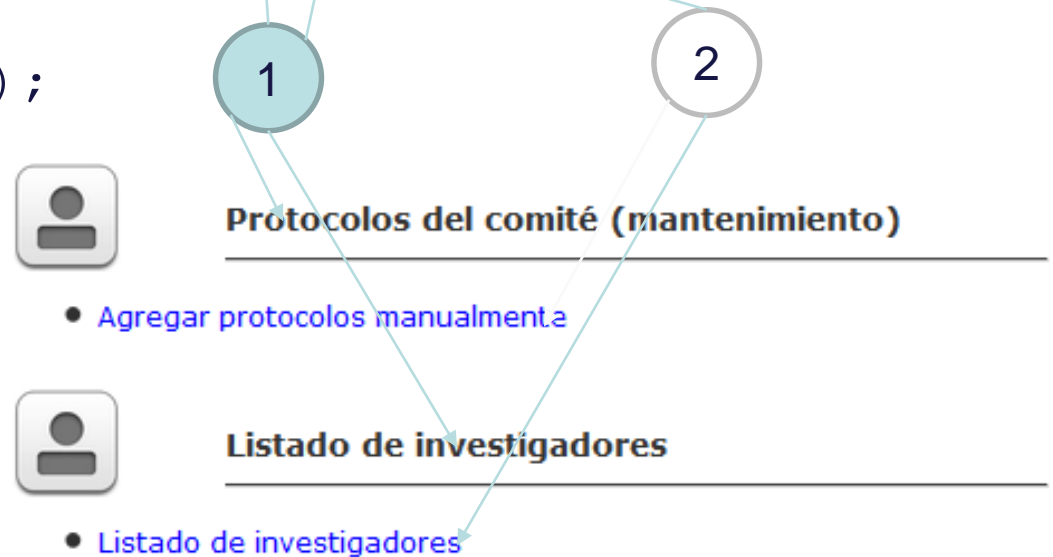 ) ;
1
2
Protocolos del comité (mantenimiento)
Agregar protocolos manualmente
Listado de investigadores
Listado de investigadores